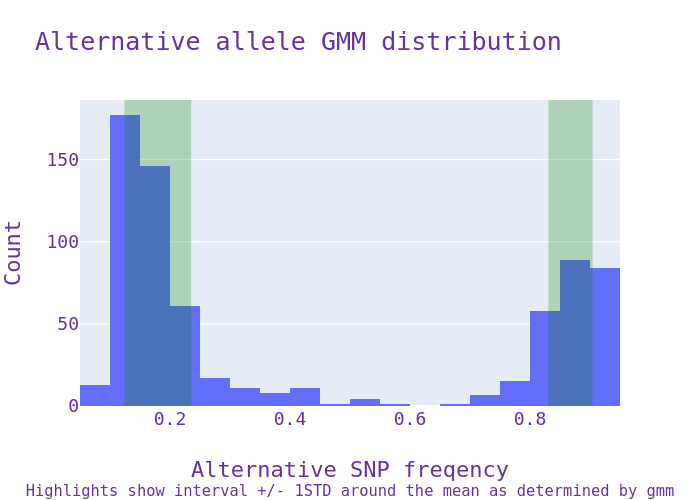 Alternative allele GMM distribution
150
100
50
0
0.2 0.4 0.6 0.8
Count
Alternative SNP freqency
Highlights show interval +/- 1STD around the mean as determined by gmm